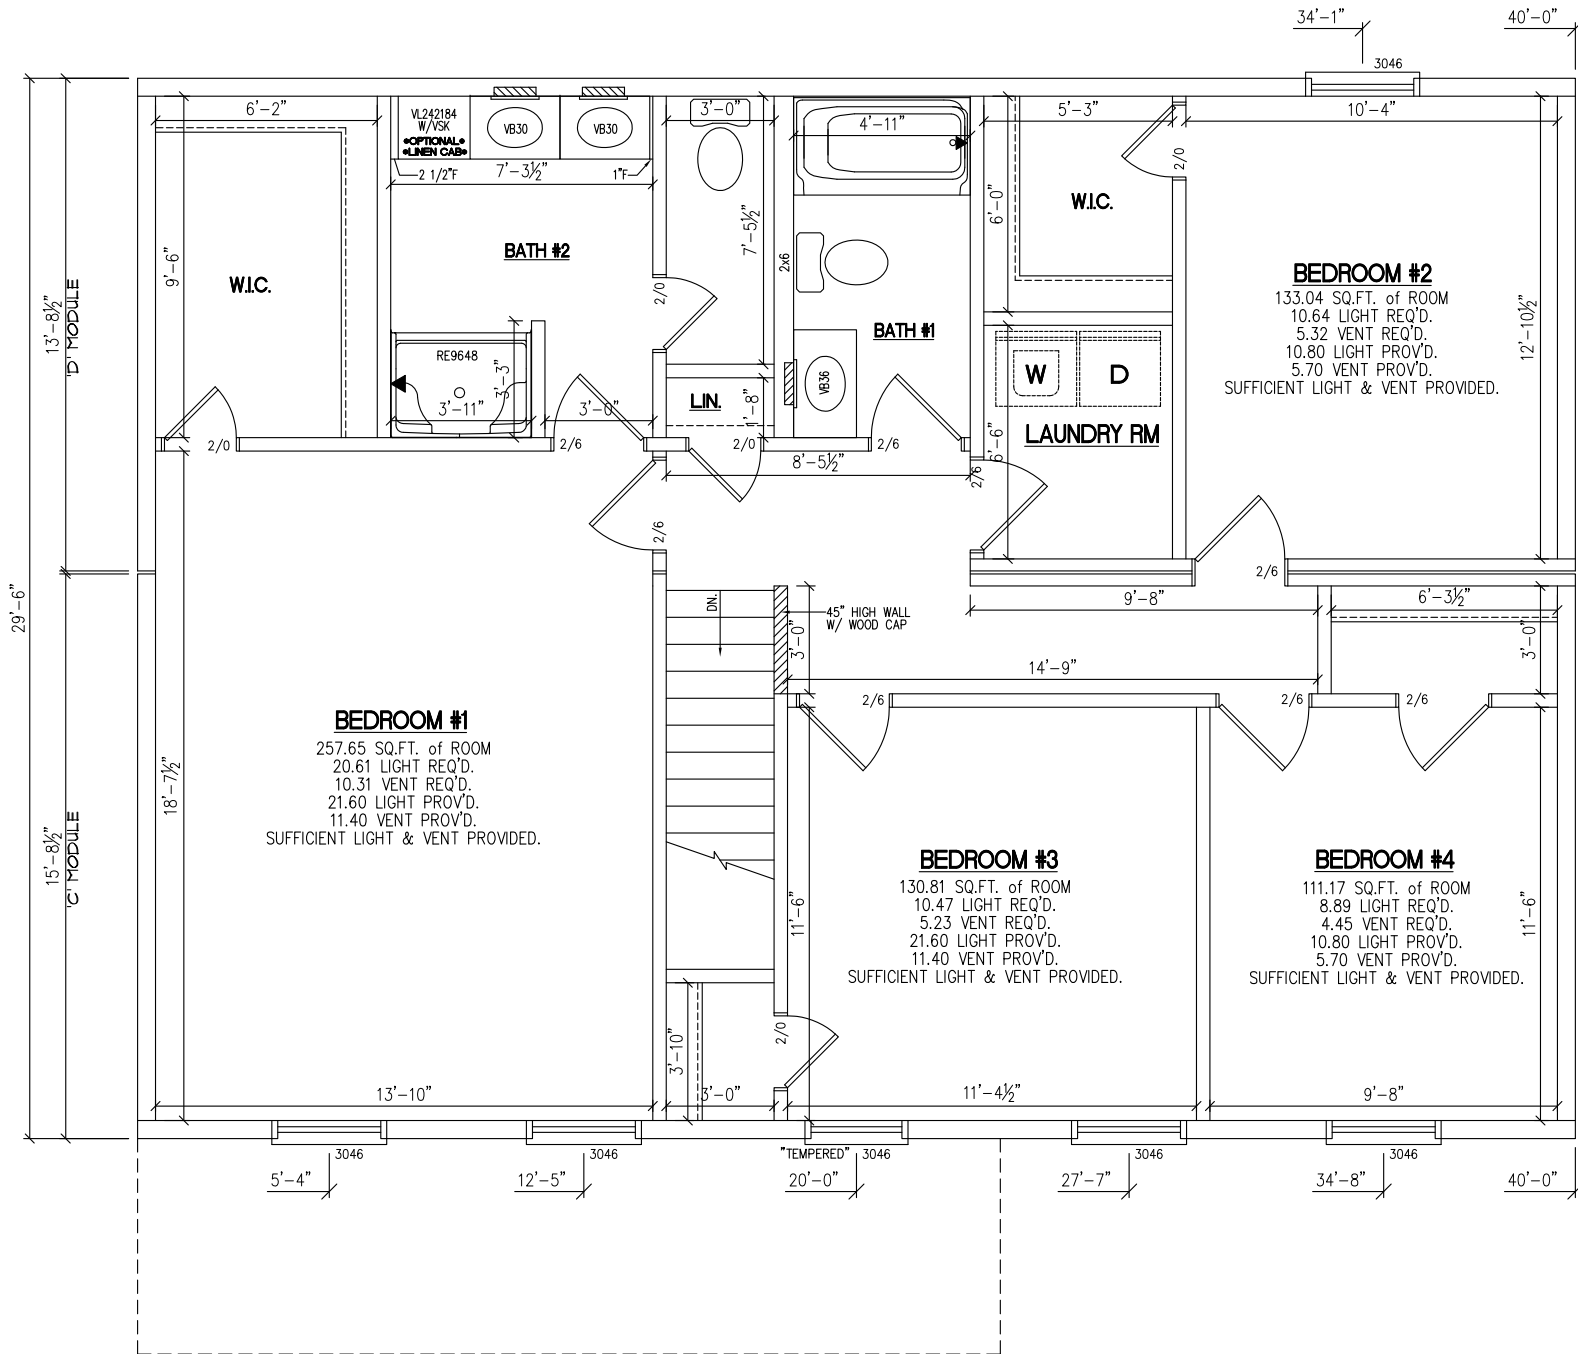 34'-1"
40'-0"
3046
6'-2"
VL242184
W/VSK
*OPTIONAL*
*LINEN CAB*
VB30
VB30
3'-0"
4'-11"
5'-3"
10'-4"
2 1/2"F
7'-3½"
1"F
2/0
W.I.C.
6'-0"
7'-5½"
2x6
BATH #2
9'-6"
W.I.C.
BEDROOM #2
133.04 SQ.FT. of ROOM
10.64 LIGHT REQ'D.
5.32 VENT REQ'D.
10.80 LIGHT PROV'D.
5.70 VENT PROV'D.
SUFFICIENT LIGHT & VENT PROVIDED.
12'-10½"
2/0
BATH #1
13'-8½"
'D' MODULE
RE9648
3'-3"
3'-11"
3'-0"
LIN.
1'-8"
VB36
W
D
LAUNDRY RM
6'-6"
2/0
2/6
2/0
2/6
8'-5½"
2/6
2/6
2/6
29'-6"
DN.
45" HIGH WALL
W/ WOOD CAP
3'-0"
9'-8"
6'-3½"
3'-0"
14'-9"
2/6
2/6
2/6
BEDROOM #1
257.65 SQ.FT. of ROOM
20.61 LIGHT REQ'D.
10.31 VENT REQ'D.
21.60 LIGHT PROV'D.
11.40 VENT PROV'D.
SUFFICIENT LIGHT & VENT PROVIDED.
18'-7½"
15'-8½"
'C' MODULE
BEDROOM #3
130.81 SQ.FT. of ROOM
10.47 LIGHT REQ'D.
5.23 VENT REQ'D.
21.60 LIGHT PROV'D.
11.40 VENT PROV'D.
SUFFICIENT LIGHT & VENT PROVIDED.
11'-6"
BEDROOM #4
111.17 SQ.FT. of ROOM
8.89 LIGHT REQ'D.
4.45 VENT REQ'D.
10.80 LIGHT PROV'D.
5.70 VENT PROV'D.
SUFFICIENT LIGHT & VENT PROVIDED.
11'-6"
3'-10"
2/0
13'-10"
3'-0"
11'-4½"
9'-8"
3046
3046
"TEMPERED"
3046
3046
3046
5'-4"
12'-5"
20'-0"
27'-7"
34'-8"
40'-0"